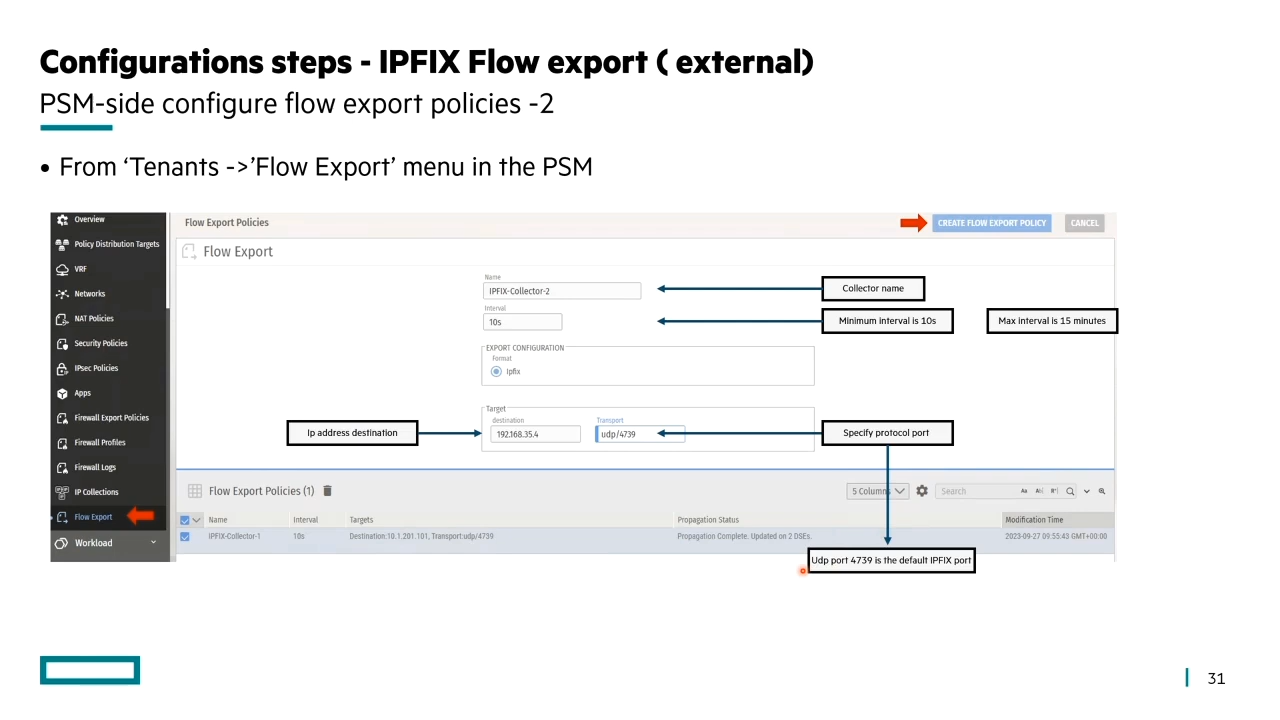 Configurations steps - IPFIX Flow export ( external)
PSM-side configure flow export policies -2
• From ‘Tenants ->’Flow Export’ menu in the PSM
Overview
Policy Distribution Targets
VRF
Networks
NAT Policies
Security Policies
IPsec Policies
Apps
Firewall Export Policies
Firewall Profiles
Firewall Logs
IP Collections
Flow Export
Workload
Flow Export Policies
CREATE FLOW EXPORT POLICY
CANCEL
Flow Export
Name
IPFIX-Collector-2
Collector name
Interval
10s
Minimum interval is 10s
Max interval is 15 minutes
EXPORT CONFIGURATION
Format
Ipfix
Target
destination
Transport
Ip address destination
192.168.35.4
udp/4739
Specify protocol port
Flow Export Policies (1)
5 Column
Search
Name
Interval
Targets
Propagation Status
Modification Time
IPFIX-Collector-1
10s
Destination:10.1.201.101, Transport:udp/4739
Propagation Complete. Updated on 2 DSEs.
2023-09-27 09:55:43 GMT+00:00
Udp port 4739 is the default IPFIX port
31